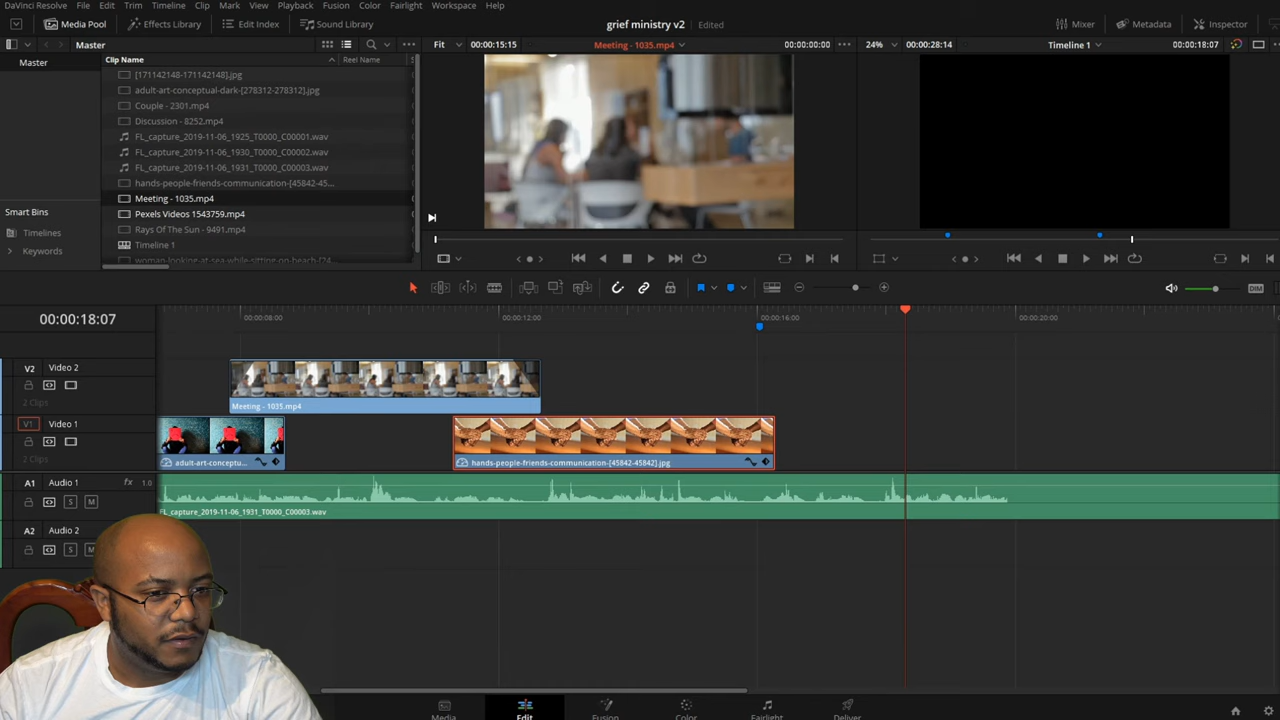 DaVinci Resolve File Edit Trim Timeline Clip Mark View Playback Fusion Color Fairlight Workspace Help
Media Pool Effects Library Edit Index Sound Library grief ministry v2 Edited Mixer Metadata Inspector
Master Fit 00:00:15:15 Meeting - 1035.mp4 00:00:00:00 24% 00:00:28:14 Timeline 1 00:00:18:07
Master Clip Name Reel Name
[171142148-171142148].jpg
adult-art-conceptual-dark-[278312-278312].jpg
Couple - 2301.mp4
Discussion - 8252.mp4
FL_capture_2019-11-06_1925_T0000_C00001.wav
FL_capture_2019-11-06_1930_T0000_C00002.wav
FL_capture_2019-11-06_1931_T0000_C00003.wav
hands-people-friends-communication-[45842-45...
Meeting - 1035.mp4
Smart Bins Pexels Videos 1543759.mp4
Timelines Rays Of The Sun - 9491.mp4
Keywords Timeline 1
woman-looking-at-sea-while-sitting-on-beach-[24...
DIM
00:00:18:07 00:00:08:00 00:00:12:00 00:00:16:00 00:00:20:00
V2 Video 2
2 Clips Meeting - 1035.mp4
V1 Video 1
2 Clips adult-art-conceptu... hands-people-friends-communication-[45842-45842].jpg
A1 Audio 1 fx 1.0
S M FL_capture_2019-11-06_1931_T0000_C00003.wav
A2 Audio 2
S M
Media Edit Fusion Color Fairlight Deliver